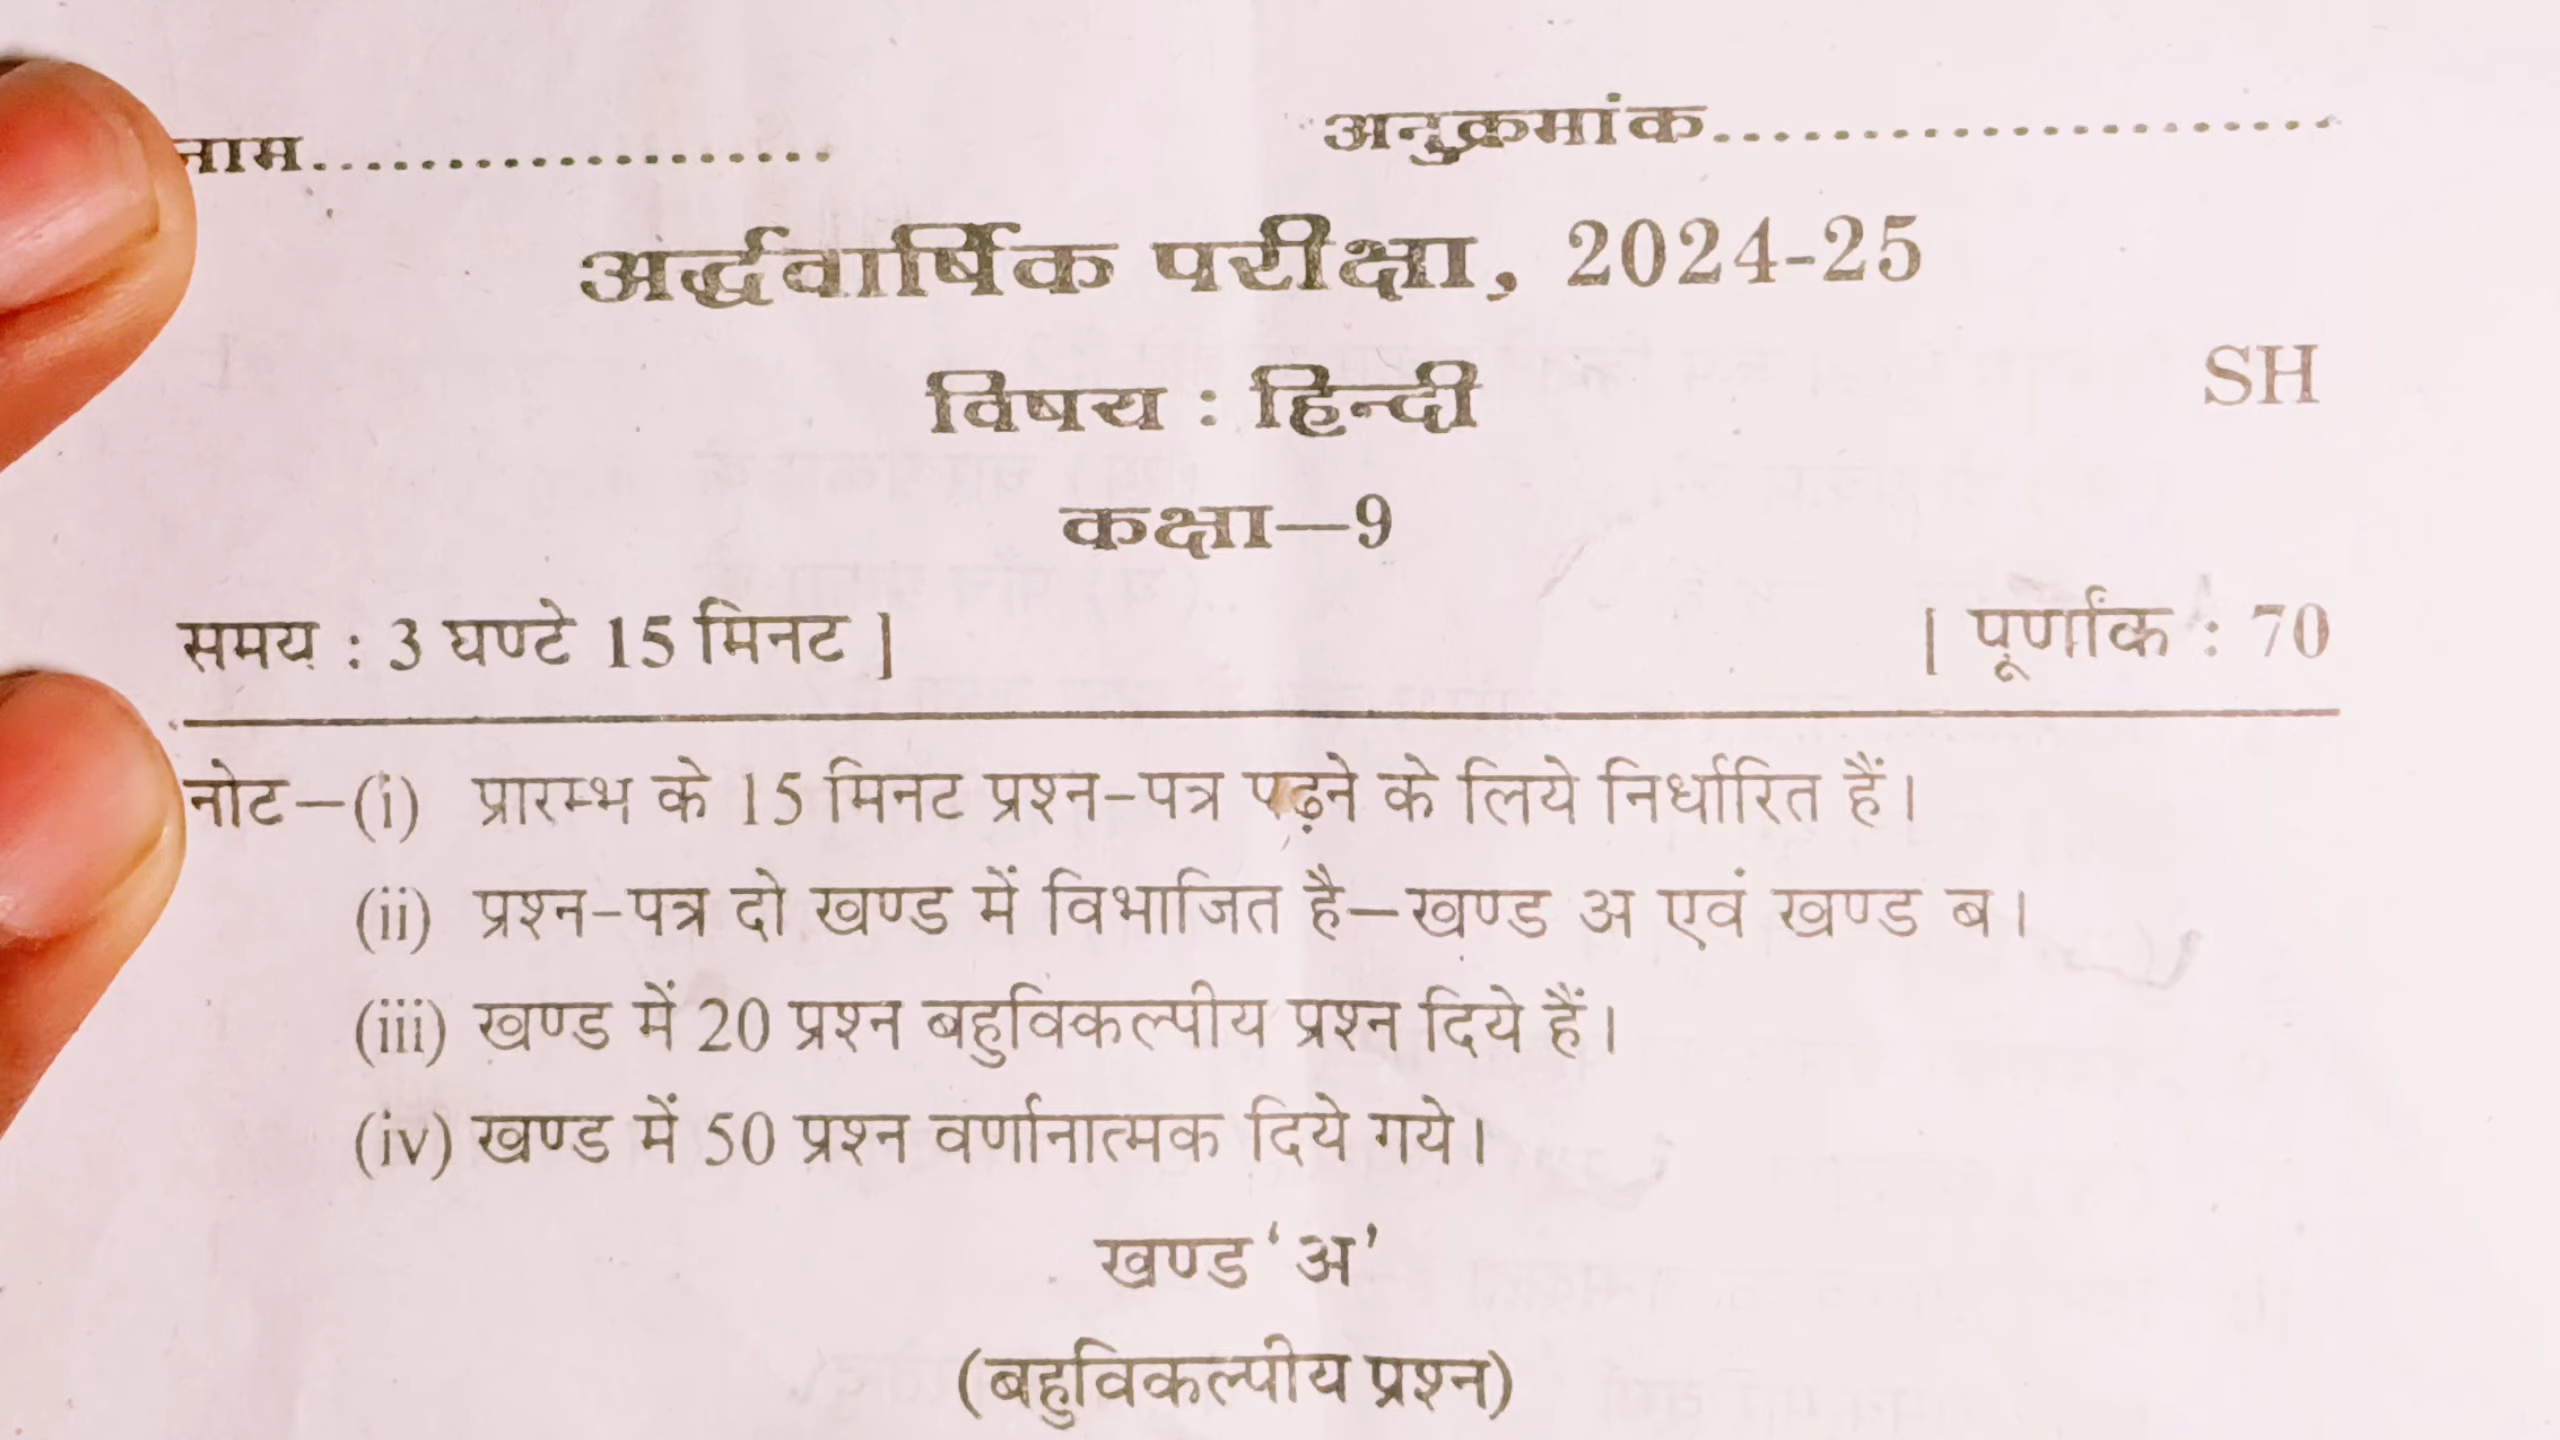 नाम....................
अनुक्रमांक........................
अर्द्धवार्षिक परीक्षा, 2024-25
SH
विषय : हिन्दी
कक्षा—9
समय : 3 घण्टे 15 मिनट ]
[ पूर्णांक : 70
नोट—(i) प्रारम्भ के 15 मिनट प्रश्न-पत्र पढ़ने के लिये निर्धारित हैं।
(ii) प्रश्न-पत्र दो खण्ड में विभाजित है—खण्ड अ एवं खण्ड ब।
(iii) खण्ड में 20 प्रश्न बहुविकल्पीय प्रश्न दिये हैं।
(iv) खण्ड में 50 प्रश्न वर्णानात्मक दिये गये।
खण्ड ‘अ’
(बहुविकल्पीय प्रश्न)